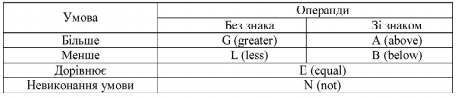 Умова
Операнди
Без знака
Зі знаком
Більше
G (greater)
A (above)
Менше
L (less)
B (below)
Дорівнює
E (equal)
Невиконання умови
N (not)